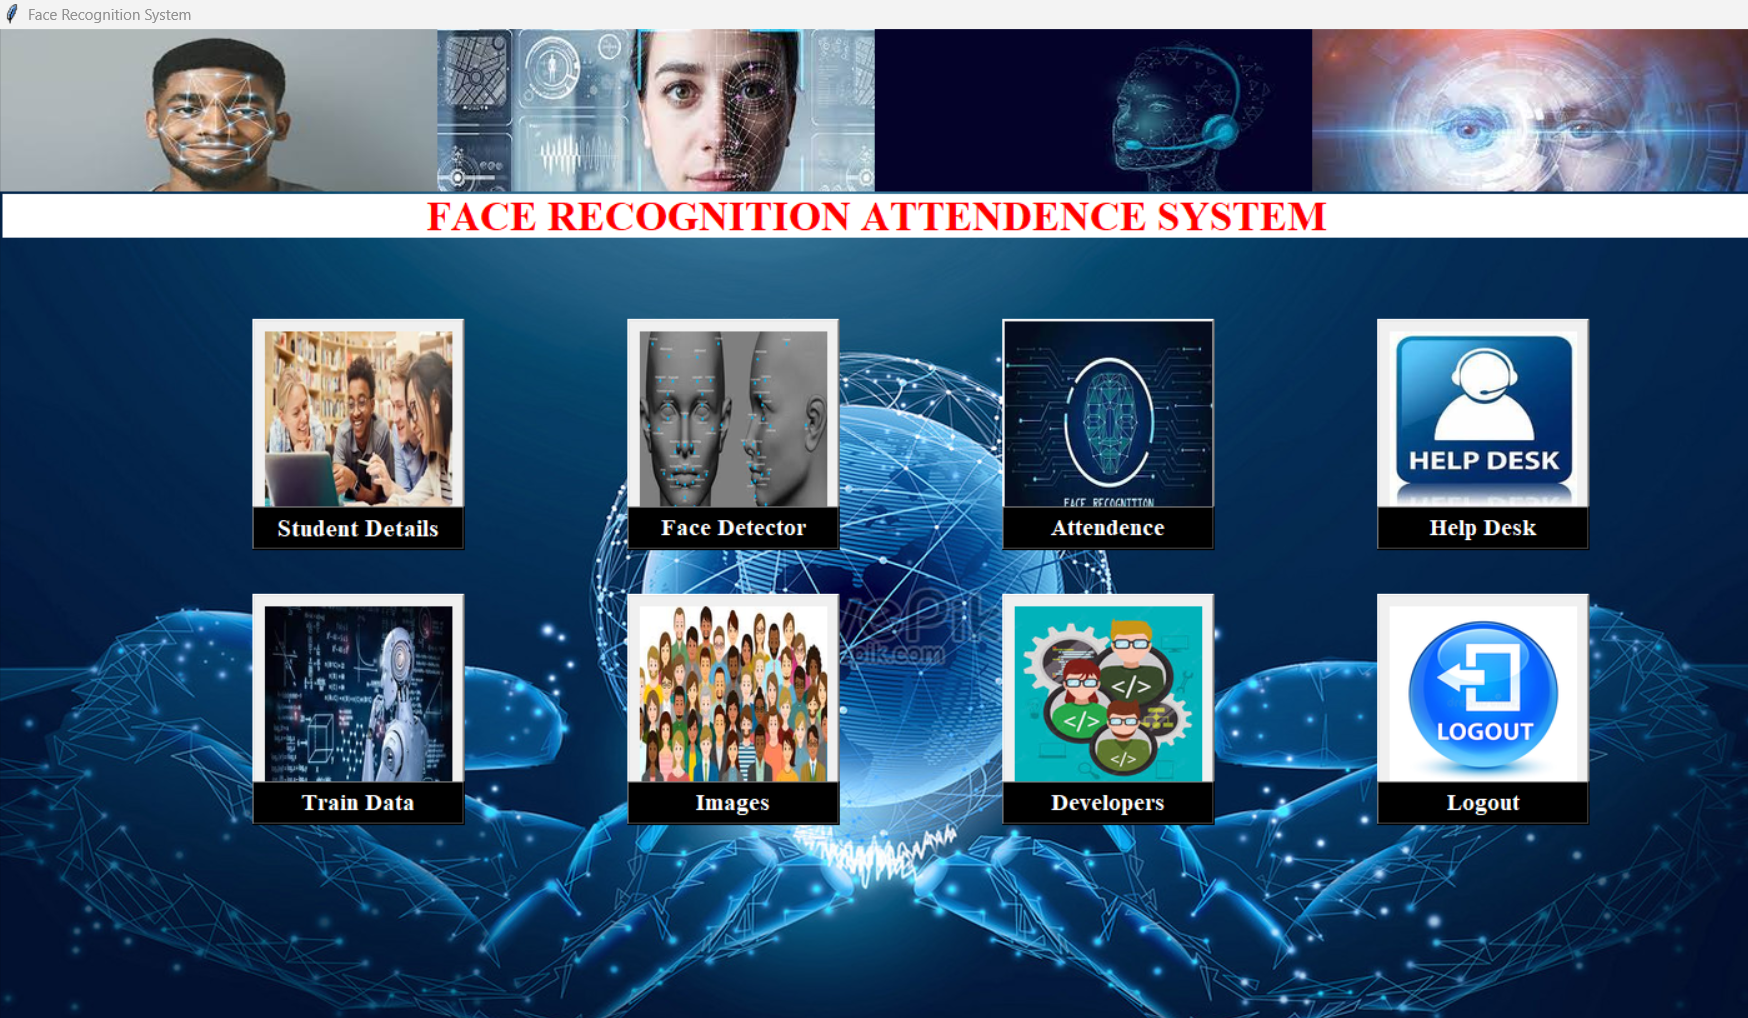 Face Recognition System
FACE RECOGNITION ATTENDENCE SYSTEM
FACE RECOGNITION
HELP DESK
Student Details
Face Detector
Attendence
Help Desk
</>
</>
</>
LOGOUT
Train Data
Images
Developers
Logout